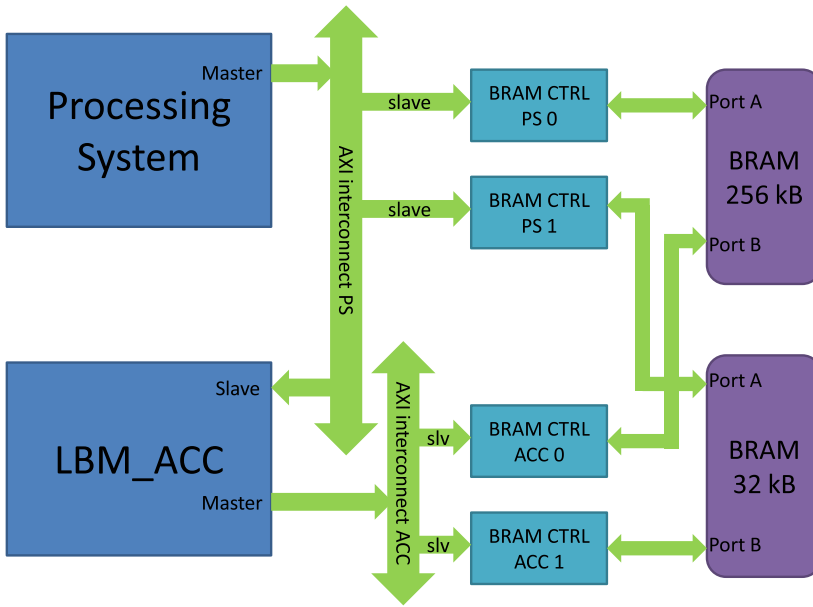 Master
Processing
System
AXI interconnect PS
slave
slave
BRAM CTRL
PS 0
BRAM CTRL
PS 1
Port A
BRAM
256 kB
Port B
Slave
LBM_ACC
Master
AXI interconnect ACC
slv
slv
BRAM CTRL
ACC 0
BRAM CTRL
ACC 1
Port A
BRAM
32 kB
Port B